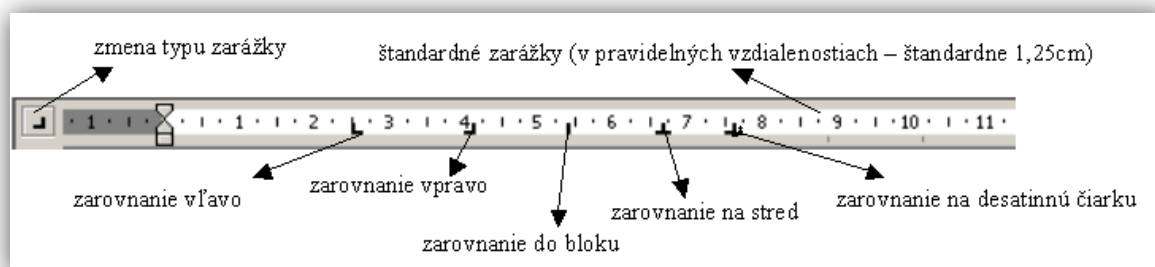 zmena typu zarážky
štandardné zarážky (v pravidelných vzdialenostiach – štandardne 1,25cm)
1 1 2 3 4 5 6 7 8 9 10 11
zarovnanie vľavo
zarovnanie vpravo
zarovnanie do bloku
zarovnanie na stred
zarovnanie na desatinnú čiarku